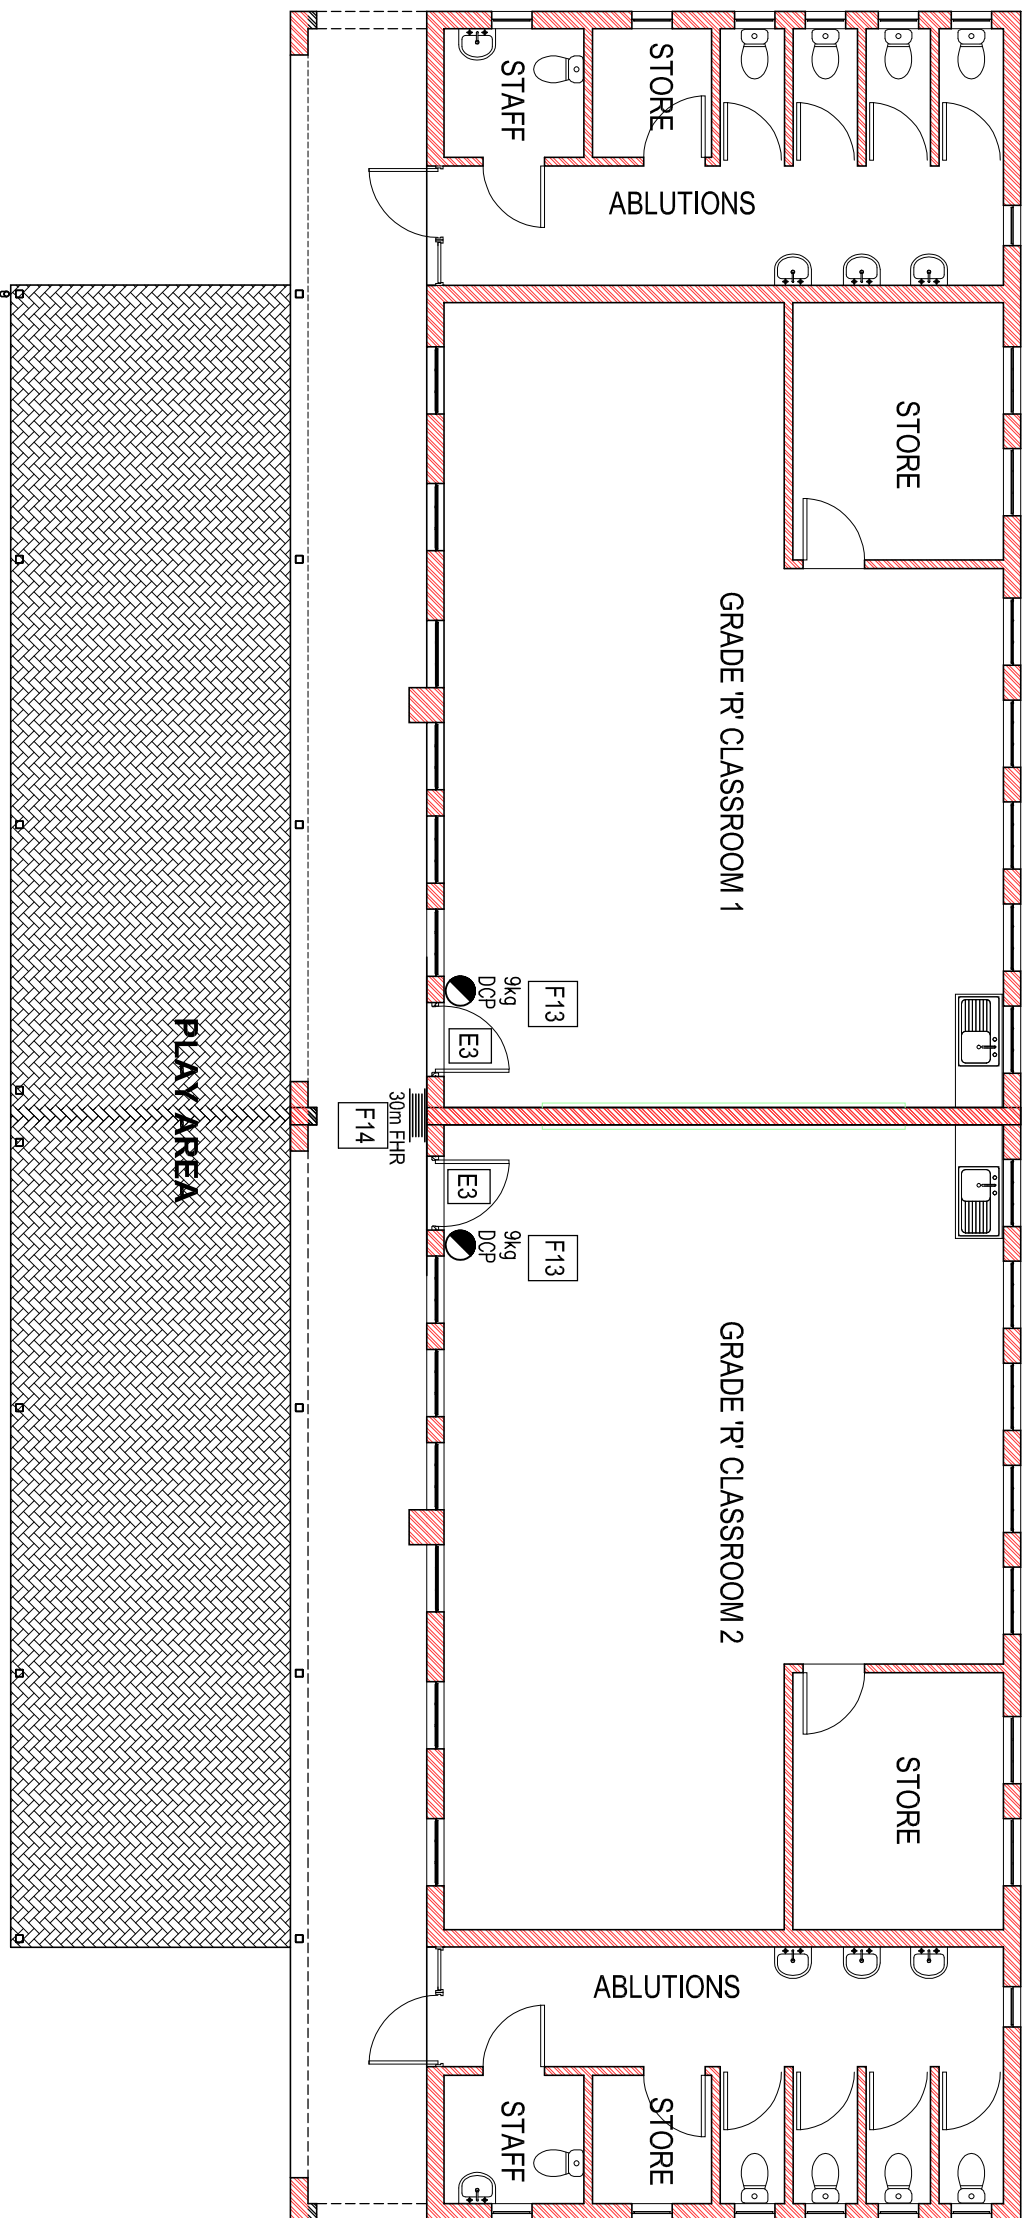 STAFF
STORE
ABLUTIONS
STORE
GRADE 'R' CLASSROOM 1
F13
9kg
DCP
E3
30m FHR
F14
PLAY AREA
E3
9kg
DCP
F13
GRADE 'R' CLASSROOM 2
STORE
ABLUTIONS
STAFF
STORE